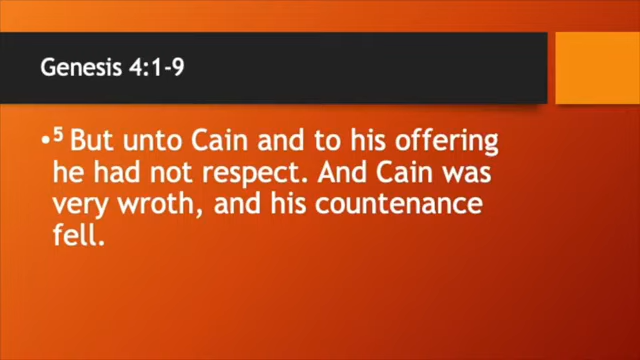 Genesis 4:1-9
•⁵ But unto Cain and to his offering
he had not respect. And Cain was
very wroth, and his countenance
fell.